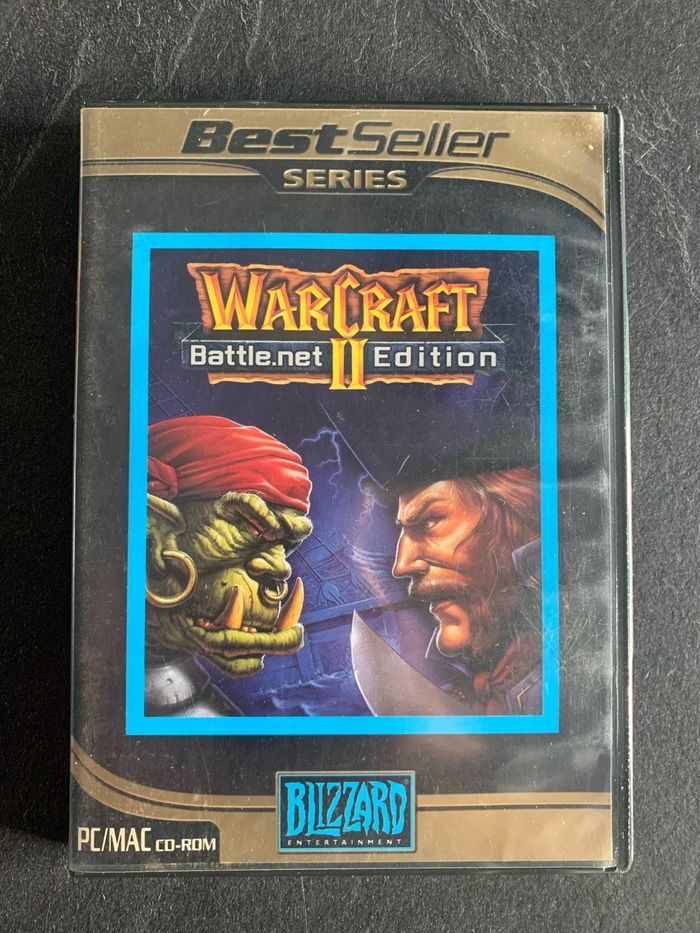 BestSeller
SERIES
WARCRAFT
Battle.net II Edition
BLIZZARD
ENTERTAINMENT
PC/MAC CD-ROM